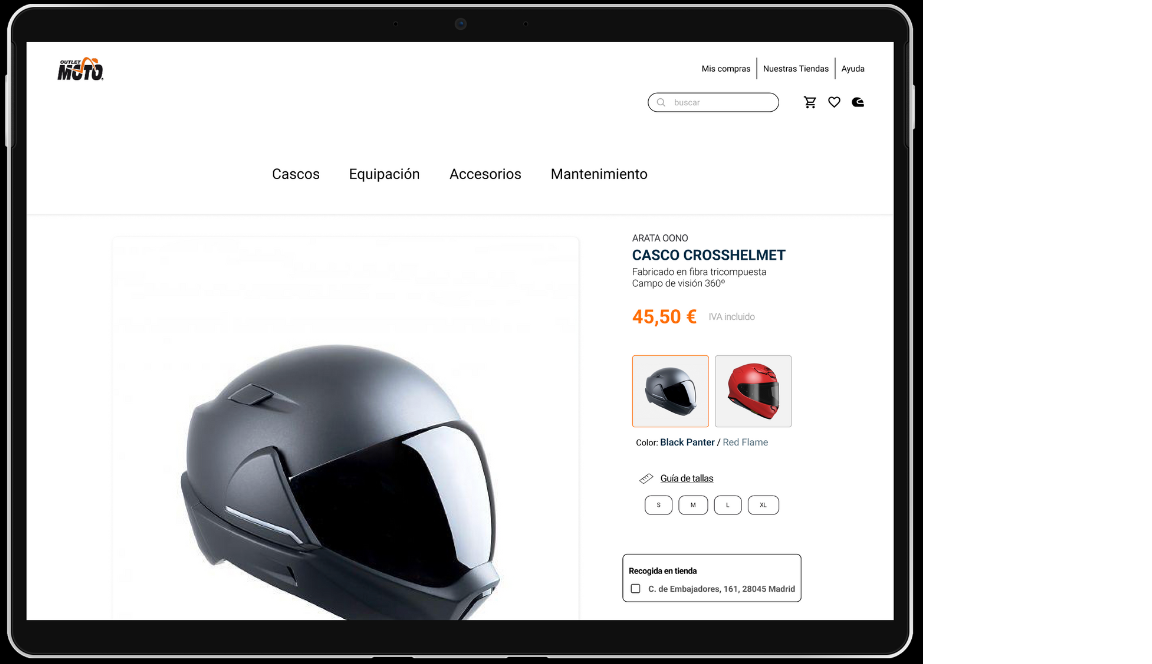 OUTLET
MOTO
Mis compras
Nuestras Tiendas
Ayuda
buscar
Cascos
Equipación
Accesorios
Mantenimiento
ARATA OONO
CASCO CROSSHELMET
Fabricado en fibra tricompuesta
Campo de visión 360º
45,50 € IVA incluido
Color: Black Panter / Red Flame
Guía de tallas
S M L XL
Recogida en tienda
C. de Embajadores, 161, 28045 Madrid